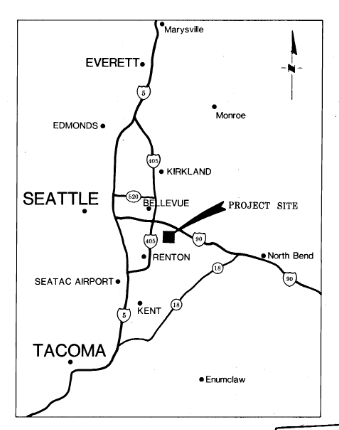 Marysville
EVERETT
5
N
Monroe
EDMONDS
405
KIRKLAND
520
SEATTLE
BELLEVUE
PROJECT SITE
405
90
RENTON
North Bend
18
SEATAC AIRPORT
90
18
KENT
5
TACOMA
Enumclaw